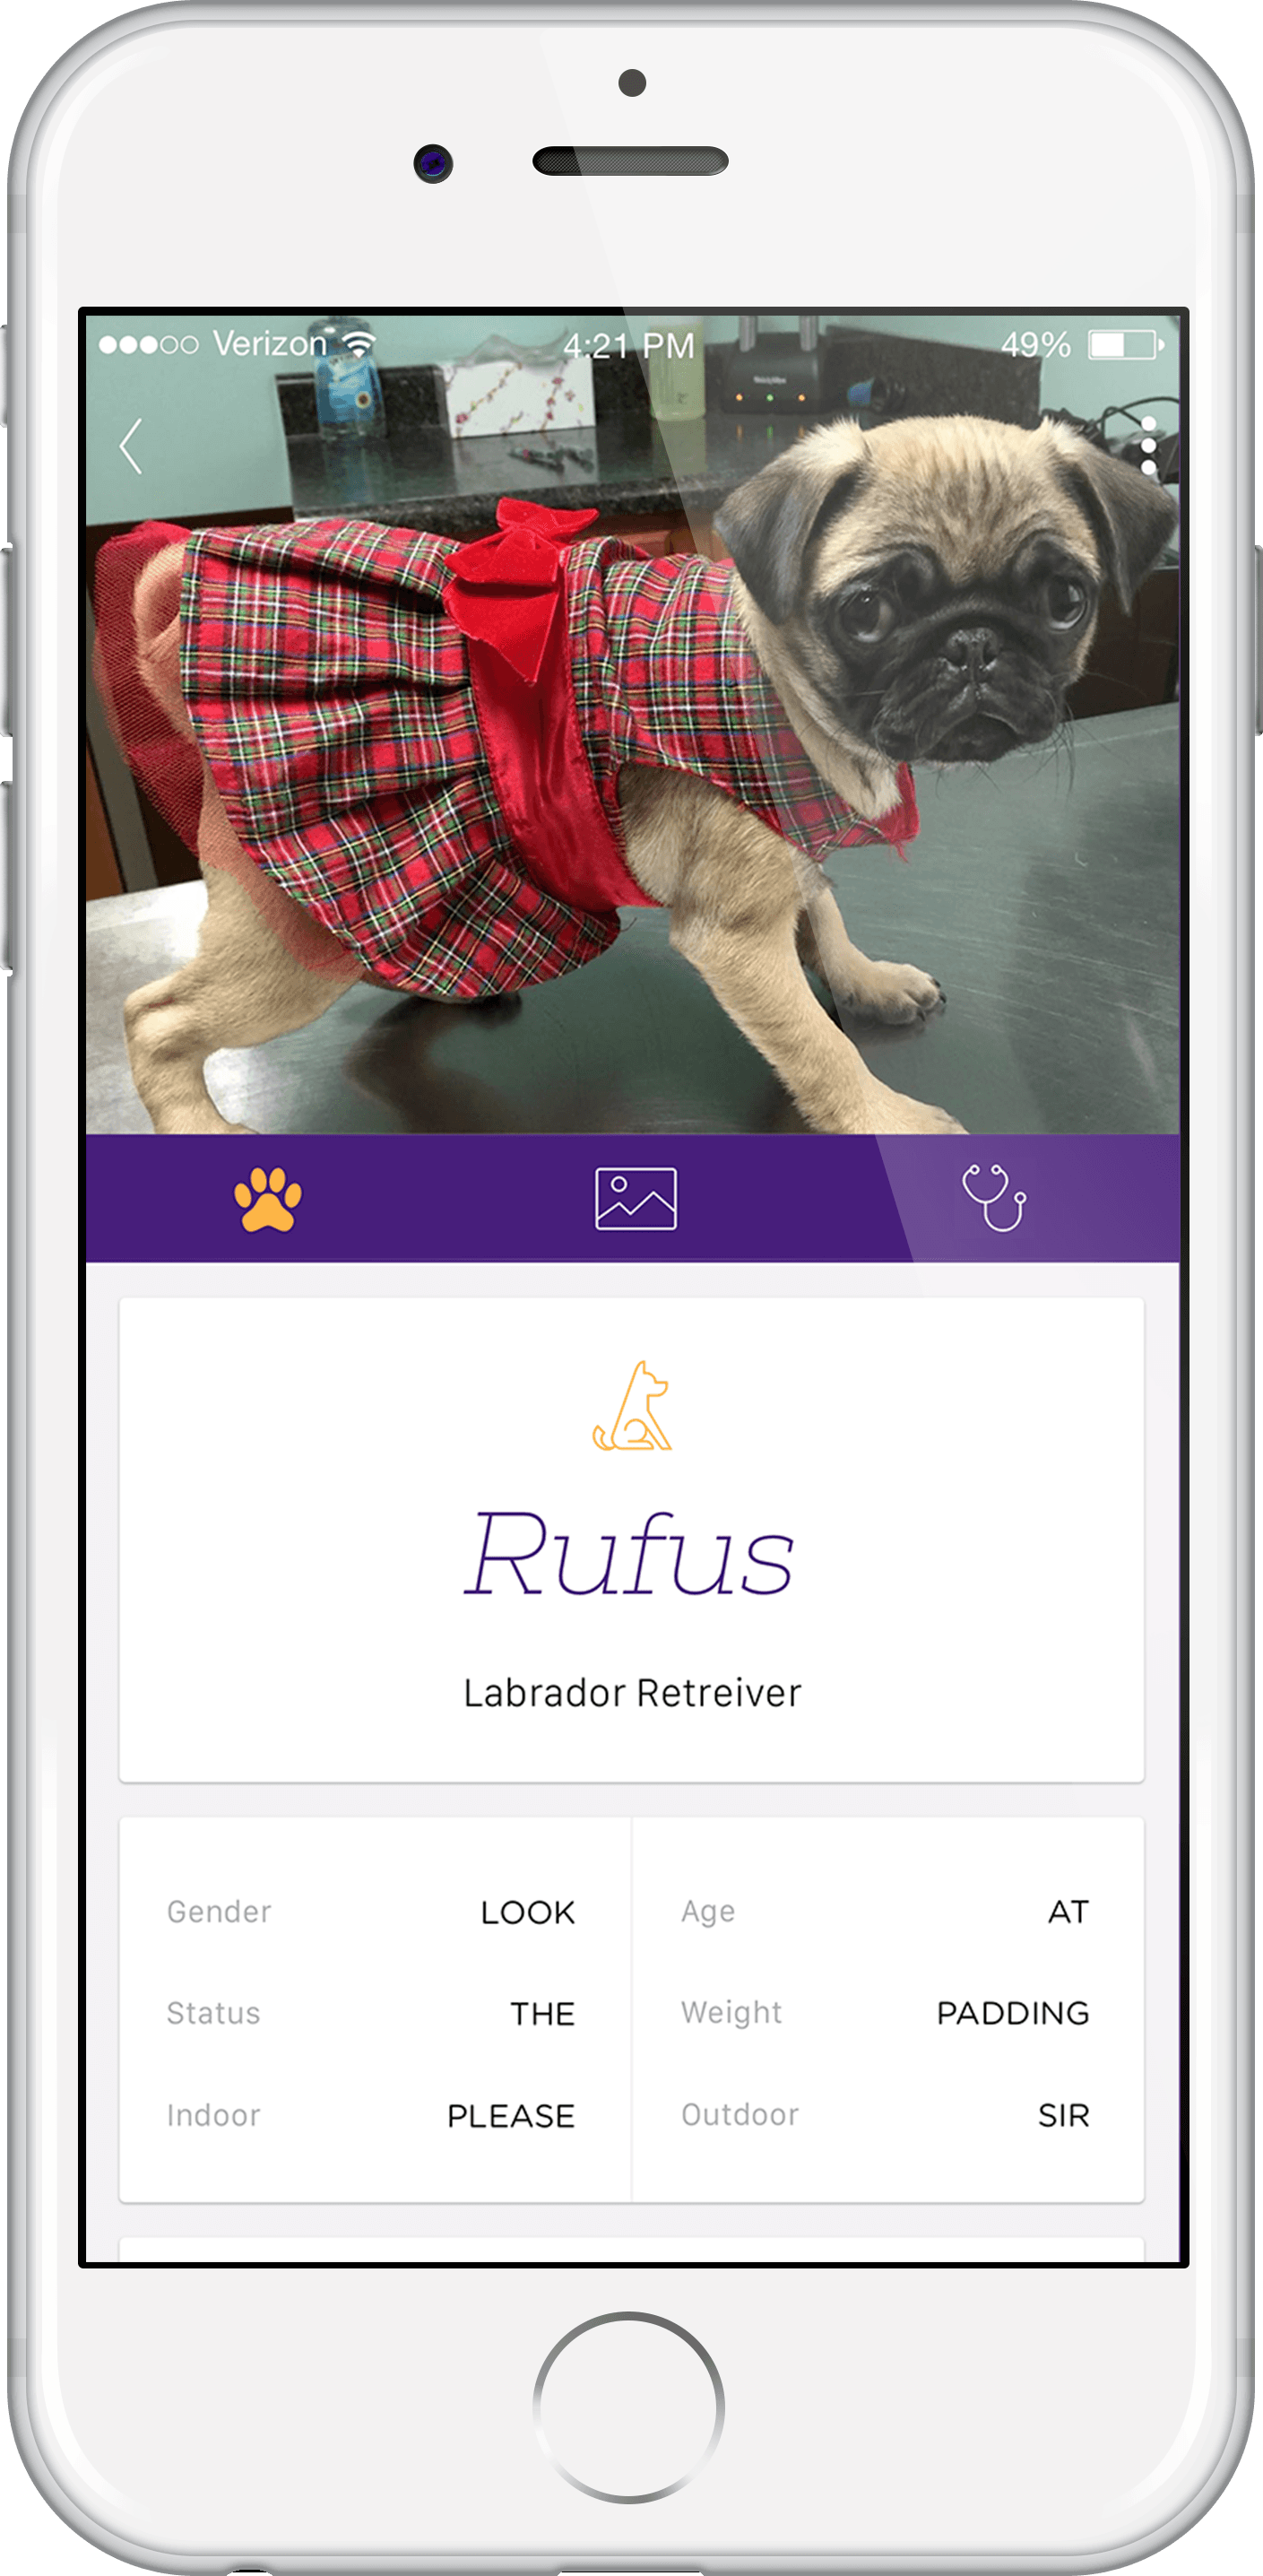 Verizon 4:21 PM 49%
Rufus
Labrador Retreiver
Gender LOOK Age AT
Status THE Weight PADDING
Indoor PLEASE Outdoor SIR